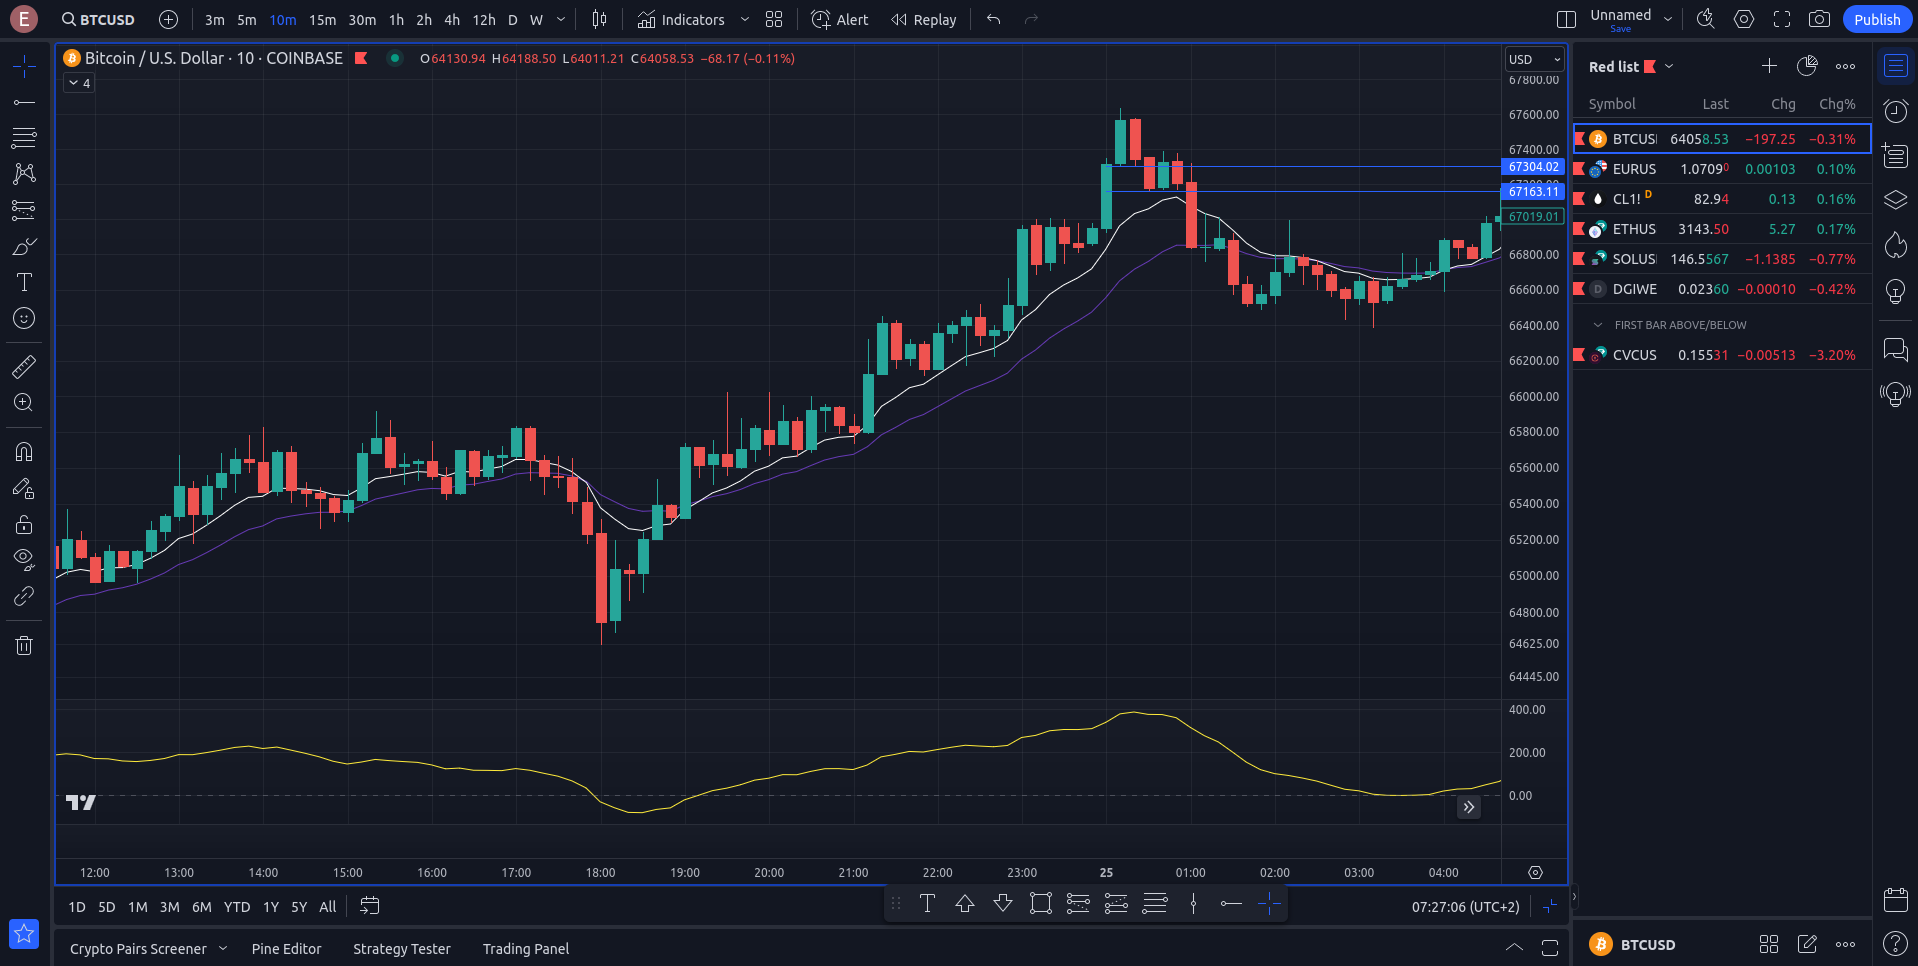 E
BTCUSD
3m 5m 10m 15m 30m 1h 2h 4h 12h D W
Indicators
Alert
Replay
Unnamed
Save
Publish
Bitcoin / U.S. Dollar · 10 · COINBASE
O64130.94 H64188.50 L64011.21 C64058.53 −68.17 (−0.11%)
4
USD
67800.00
67600.00
67400.00
67304.02
67163.11
67019.01
66800.00
66600.00
66400.00
66200.00
66000.00
65800.00
65600.00
65400.00
65200.00
65000.00
64800.00
64625.00
64445.00
400.00
200.00
0.00
12:00 13:00 14:00 15:00 16:00 17:00 18:00 19:00 20:00 21:00 22:00 23:00 25 01:00 02:00 03:00 04:00
1D 5D 1M 3M 6M YTD 1Y 5Y All
07:27:06 (UTC+2)
Crypto Pairs Screener Pine Editor Strategy Tester Trading Panel
Red list
Symbol Last Chg Chg%
BTCUS 64058.53 −197.25 −0.31%
EURUS 1.07090 0.00103 0.10%
CL1! D 82.94 0.13 0.16%
ETHUS 3143.50 5.27 0.17%
SOLUS 146.5567 −1.1385 −0.77%
D DGIWE 0.02360 −0.00010 −0.42%
FIRST BAR ABOVE/BELOW
CVCUS 0.15531 −0.00513 −3.20%
BTCUSD